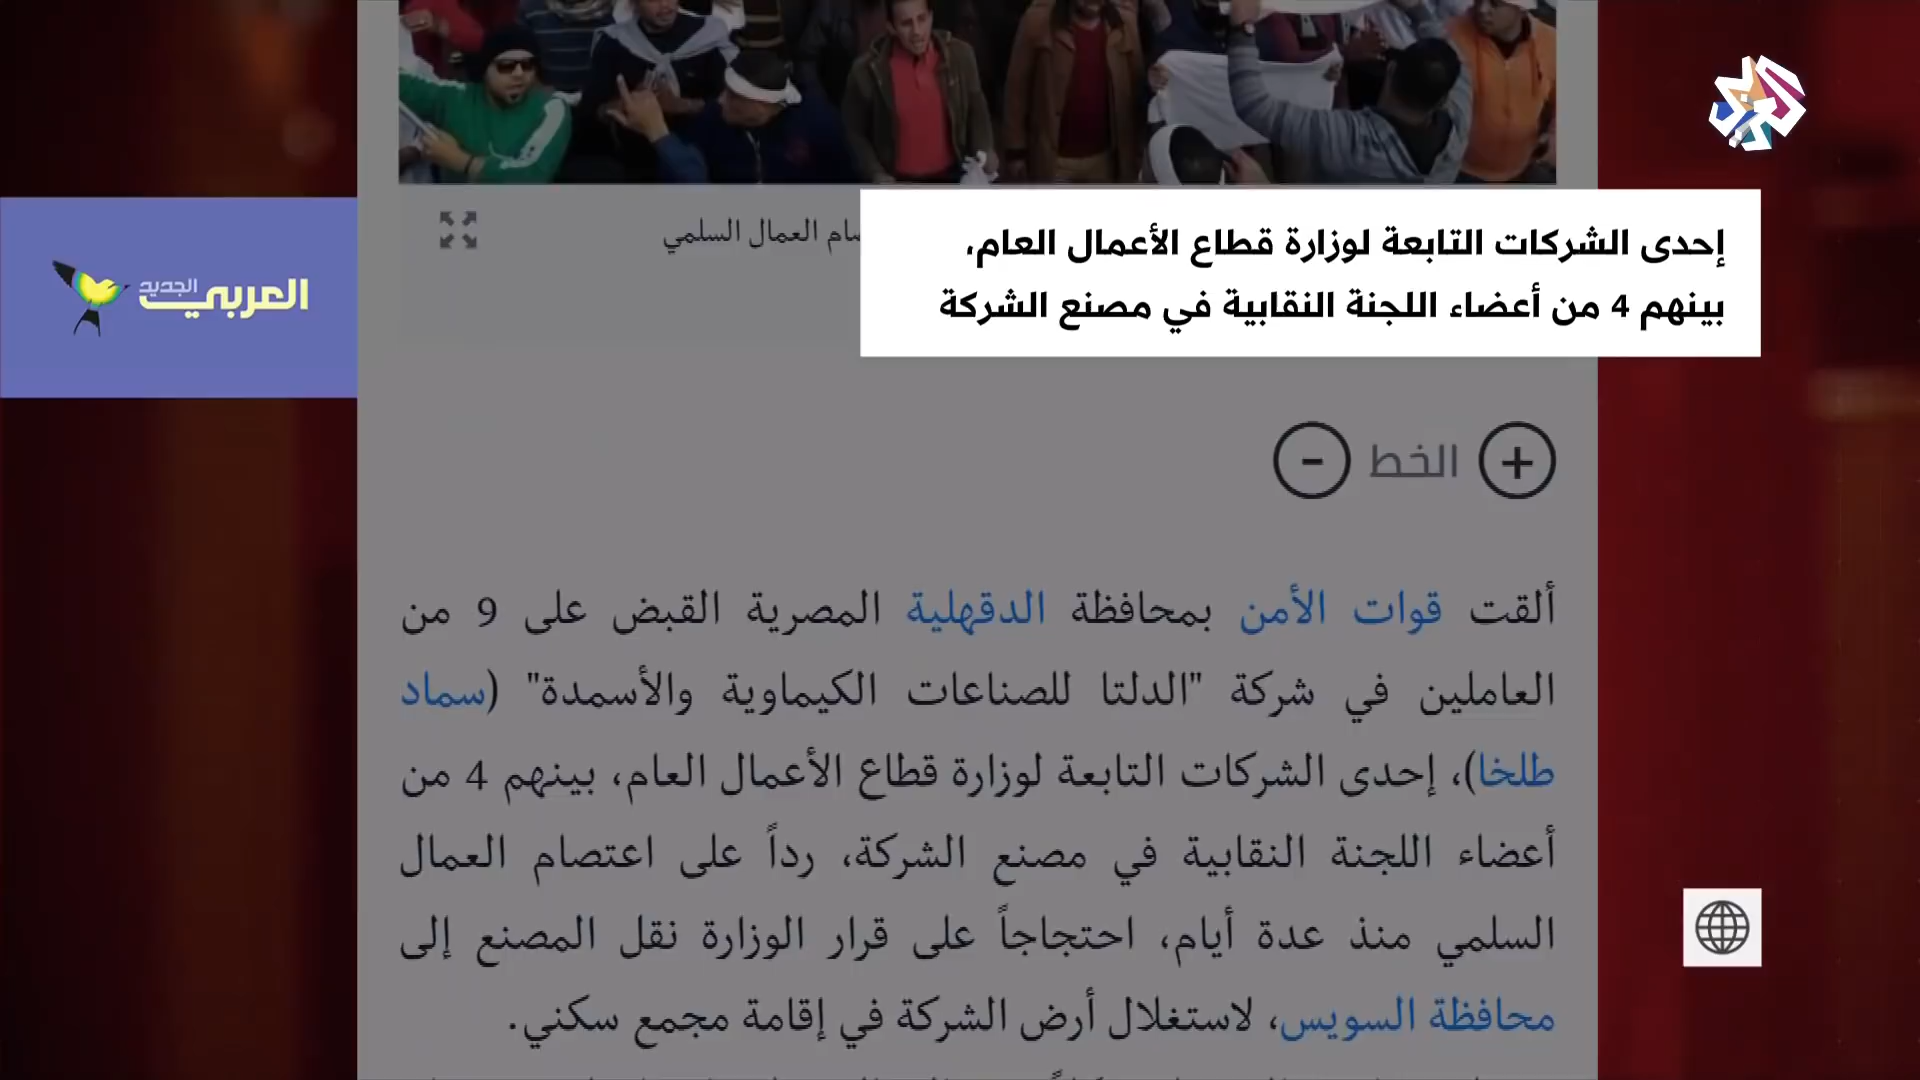 إحدى الشركات التابعة لوزارة قطاع الأعمال العام،
بينهم 4 من أعضاء اللجنة النقابية في مصنع الشركة
العمال السلمي
العربي الجديد
+ الخط -
ألقت قوات الأمن بمحافظة الدقهلية المصرية القبض على 9 من
العاملين في شركة "الدلتا للصناعات الكيماوية والأسمدة" (سماد
طلخا)، إحدى الشركات التابعة لوزارة قطاع الأعمال العام، بينهم 4 من
أعضاء اللجنة النقابية في مصنع الشركة، رداً على اعتصام العمال
السلمي منذ عدة أيام، احتجاجاً على قرار الوزارة نقل المصنع إلى
محافظة السويس، لاستغلال أرض الشركة في إقامة مجمع سكني.